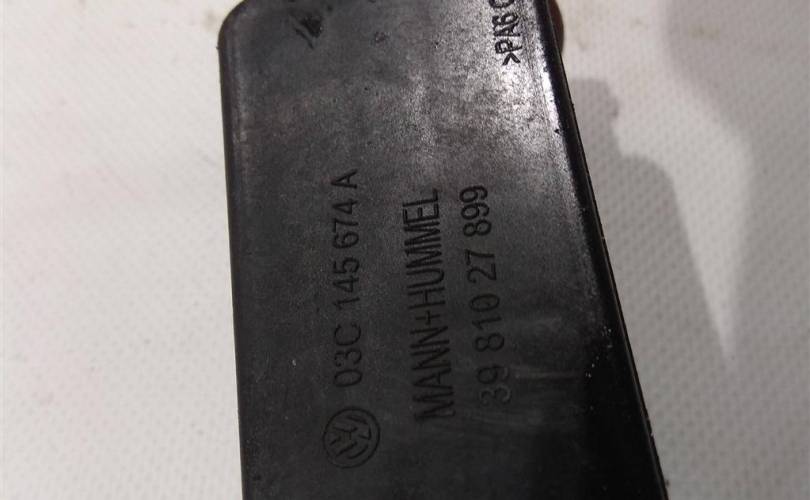 03C 145 674 A
MANN+HUMMEL
39 810 27 899
>PA6